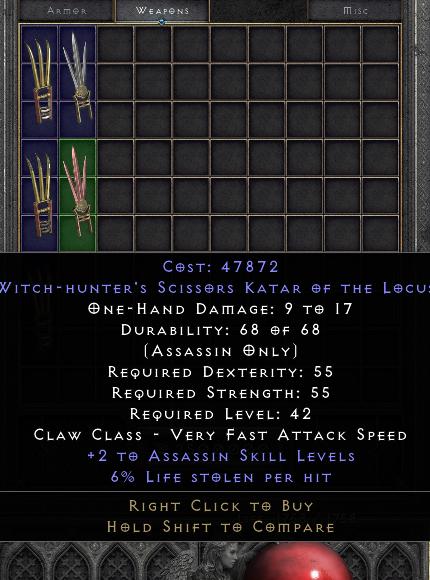 Armor Weapons Misc
Cost: 47872
Witch-hunter's Scissors Katar of the Locus
One-Hand Damage: 9 to 17
Durability: 68 of 68
(Assassin Only)
Required Dexterity: 55
Required Strength: 55
Required Level: 42
Claw Class - Very Fast Attack Speed
+2 to Assassin Skill Levels
6% Life stolen per hit
Right Click to Buy
Hold Shift to Compare